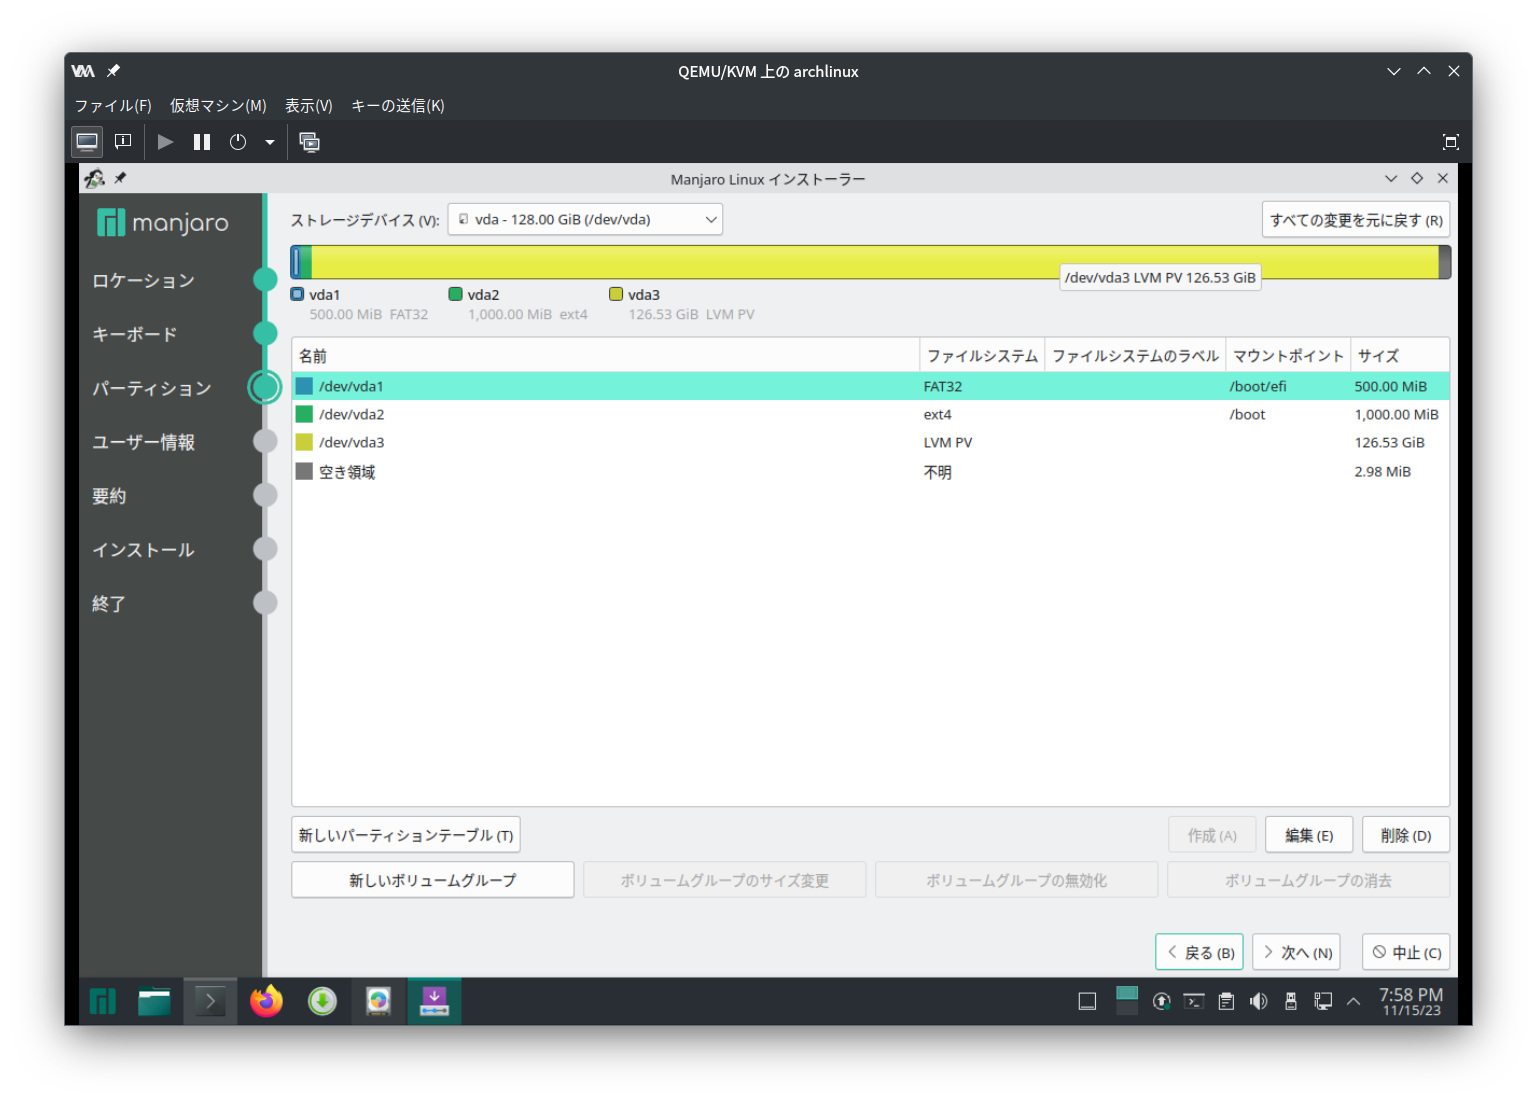 QEMU/KVM 上の archlinux
ファイル(F) 仮想マシン(M) 表示(V) キーの送信(K)
Manjaro Linux インストーラー
manjaro
ロケーション
キーボード
パーティション
ユーザー情報
要約
インストール
終了
ストレージデバイス (V): vda - 128.00 GiB (/dev/vda) すべての変更を元に戻す (R)
/dev/vda3 LVM PV 126.53 GiB
vda1 vda2 vda3
500.00 MiB FAT32 1,000.00 MiB ext4 126.53 GiB LVM PV
名前 ファイルシステム ファイルシステムのラベル マウントポイント サイズ
/dev/vda1 FAT32 /boot/efi 500.00 MiB
/dev/vda2 ext4 /boot 1,000.00 MiB
/dev/vda3 LVM PV 126.53 GiB
空き領域 不明 2.98 MiB
新しいパーティションテーブル (T) 作成 (A) 編集 (E) 削除 (D)
新しいボリュームグループ ボリュームグループのサイズ変更 ボリュームグループの無効化 ボリュームグループの消去
戻る (B) 次へ (N) 中止 (C)
7:58 PM
11/15/23